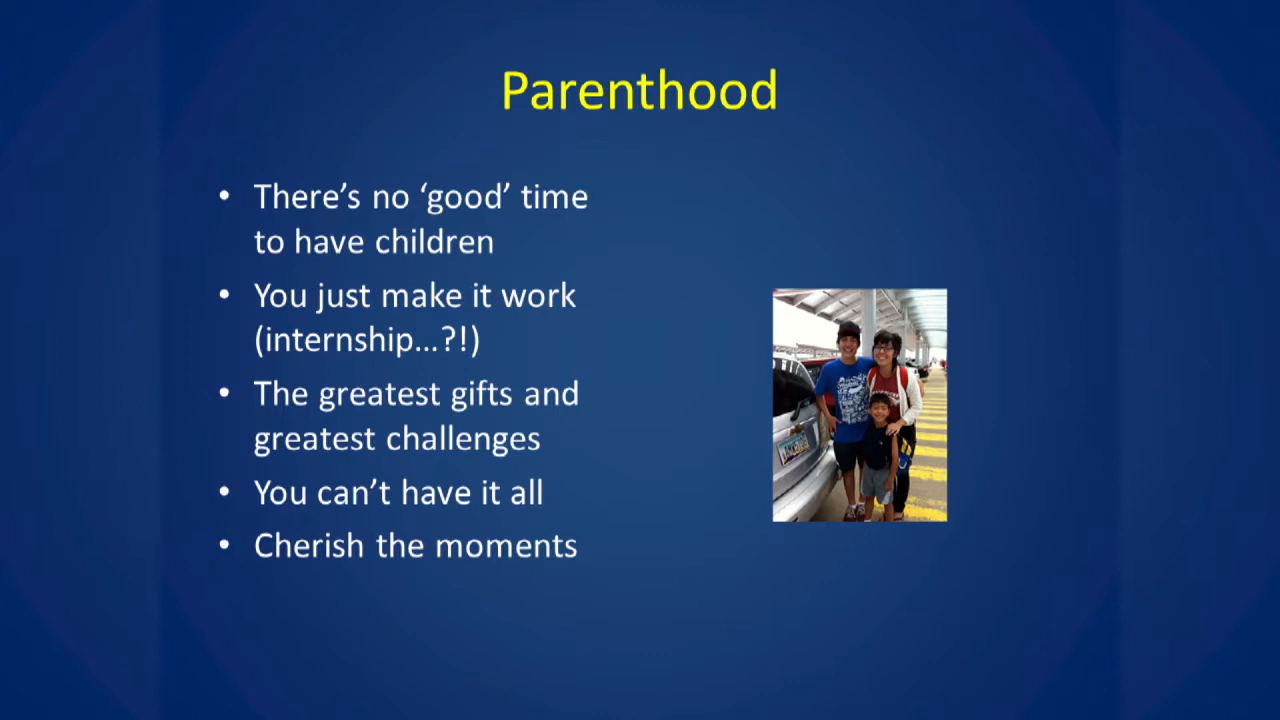 Parenthood
• There’s no ‘good’ time
to have children
• You just make it work
(internship...?!)
• The greatest gifts and
greatest challenges
• You can’t have it all
• Cherish the moments